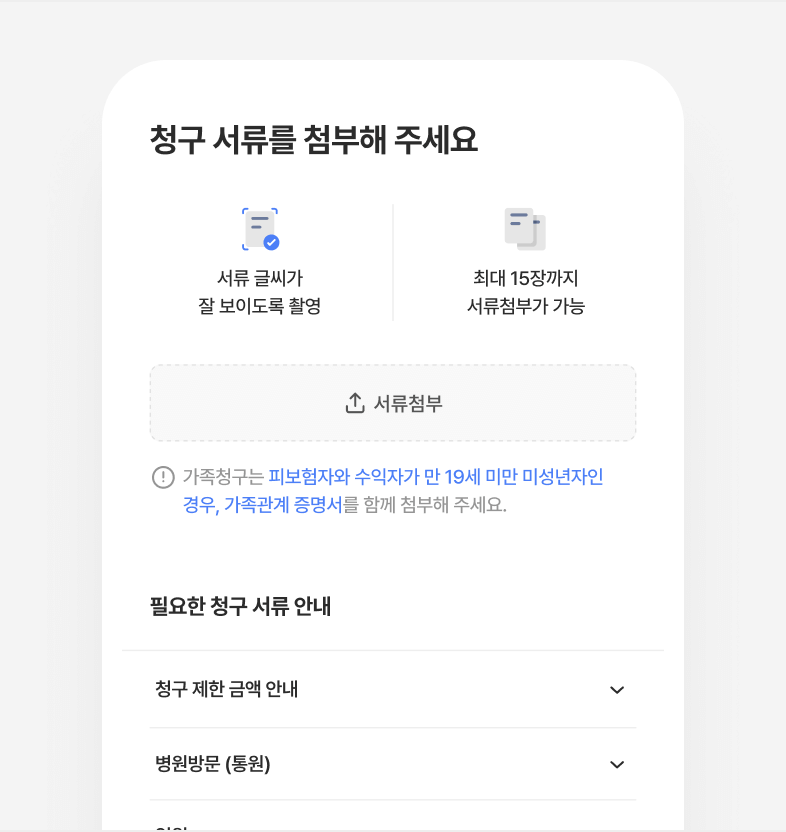 청구 서류를 첨부해 주세요
서류 글씨가
잘 보이도록 촬영
최대 15장까지
서류첨부가 가능
서류첨부
가족청구는 피보험자와 수익자가 만 19세 미만 미성년자인
경우, 가족관계 증명서를 함께 첨부해 주세요.
필요한 청구 서류 안내
청구 제한 금액 안내
병원방문 (통원)